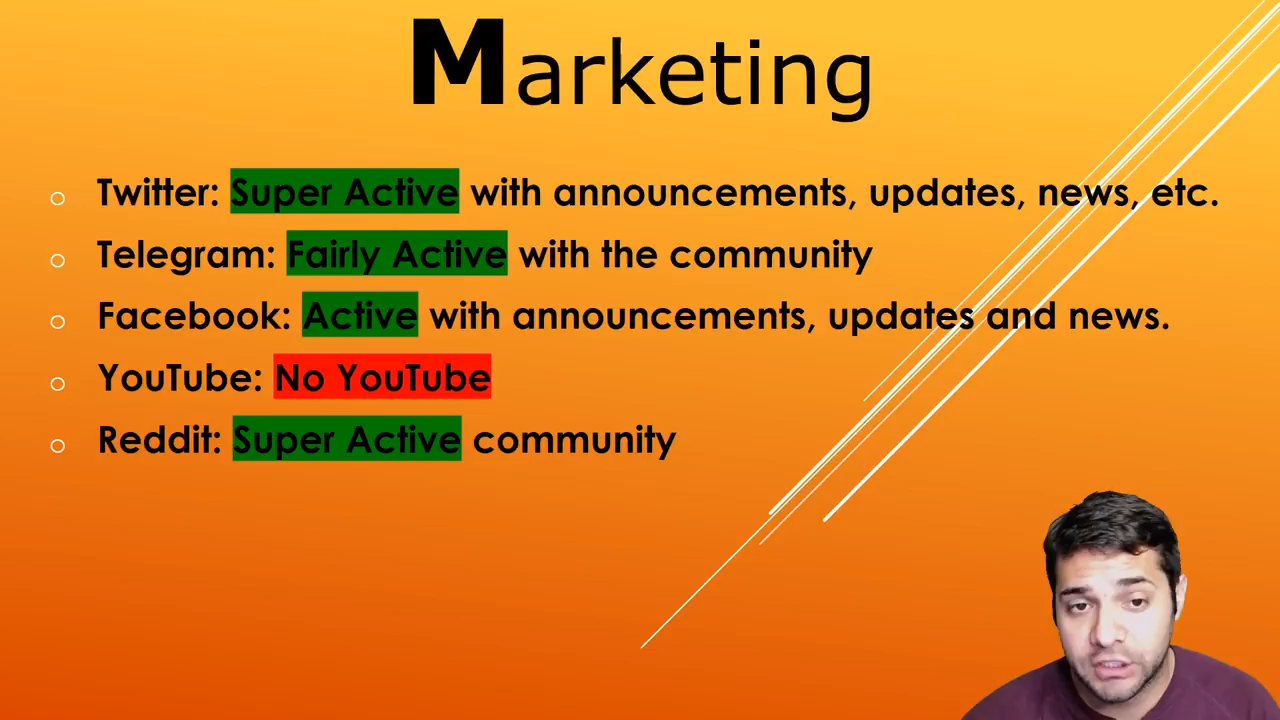 Marketing
Twitter: Super Active with announcements, updates, news, etc.
Telegram: Fairly Active with the community
Facebook: Active with announcements, updates and news.
YouTube: No YouTube
Reddit: Super Active community